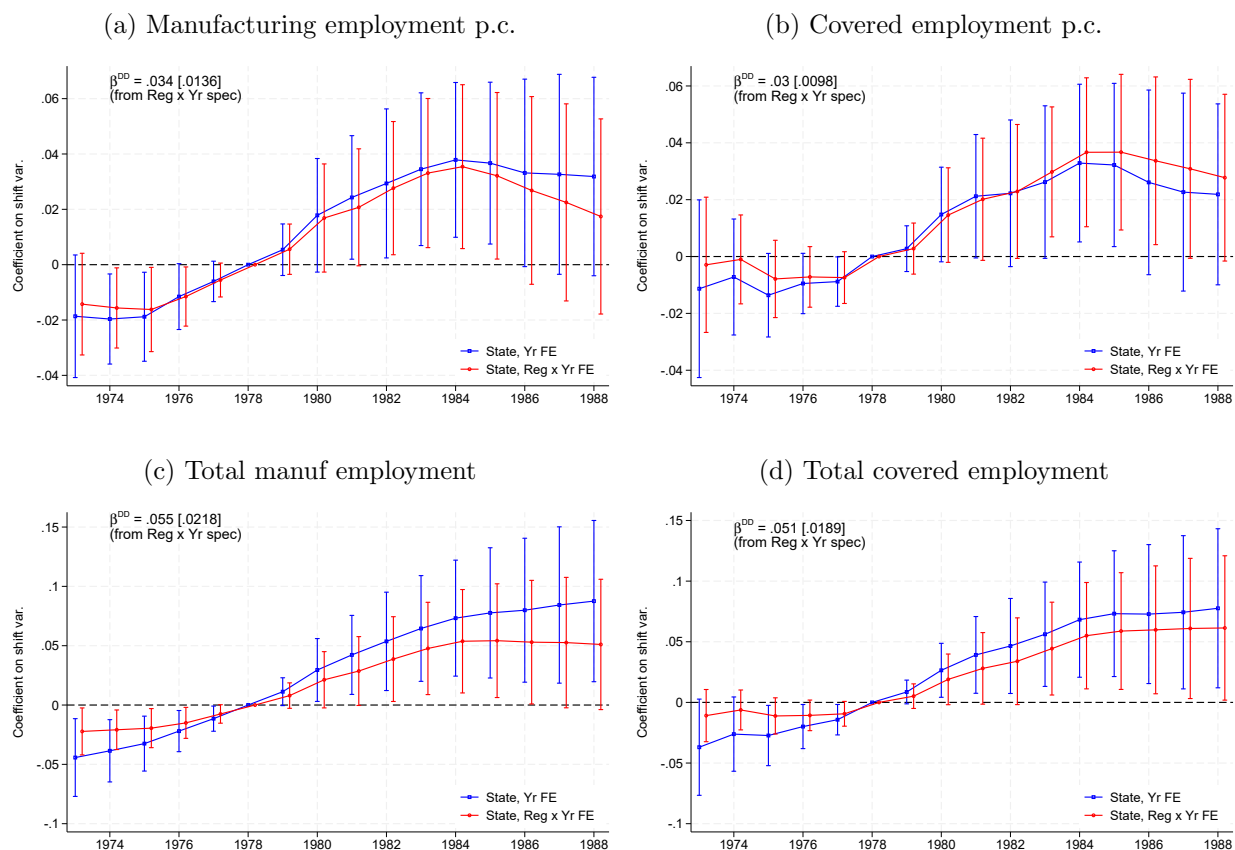 (a) Manufacturing employment p.c.
β^DD = .034 [.0136]
(from Reg x Yr spec)
Coefficient on shift var.
.06
.04
.02
0
-.02
-.04
State, Yr FE
State, Reg x Yr FE
1974 1976 1978 1980 1982 1984 1986 1988
(b) Covered employment p.c.
β^DD = .03 [.0098]
(from Reg x Yr spec)
Coefficient on shift var.
.06
.04
.02
0
-.02
-.04
State, Yr FE
State, Reg x Yr FE
1974 1976 1978 1980 1982 1984 1986 1988
(c) Total manuf employment
β^DD = .055 [.0218]
(from Reg x Yr spec)
Coefficient on shift var.
.15
.1
.05
0
-.05
-.1
State, Yr FE
State, Reg x Yr FE
1974 1976 1978 1980 1982 1984 1986 1988
(d) Total covered employment
β^DD = .051 [.0189]
(from Reg x Yr spec)
Coefficient on shift var.
.15
.1
.05
0
-.05
-.1
State, Yr FE
State, Reg x Yr FE
1974 1976 1978 1980 1982 1984 1986 1988